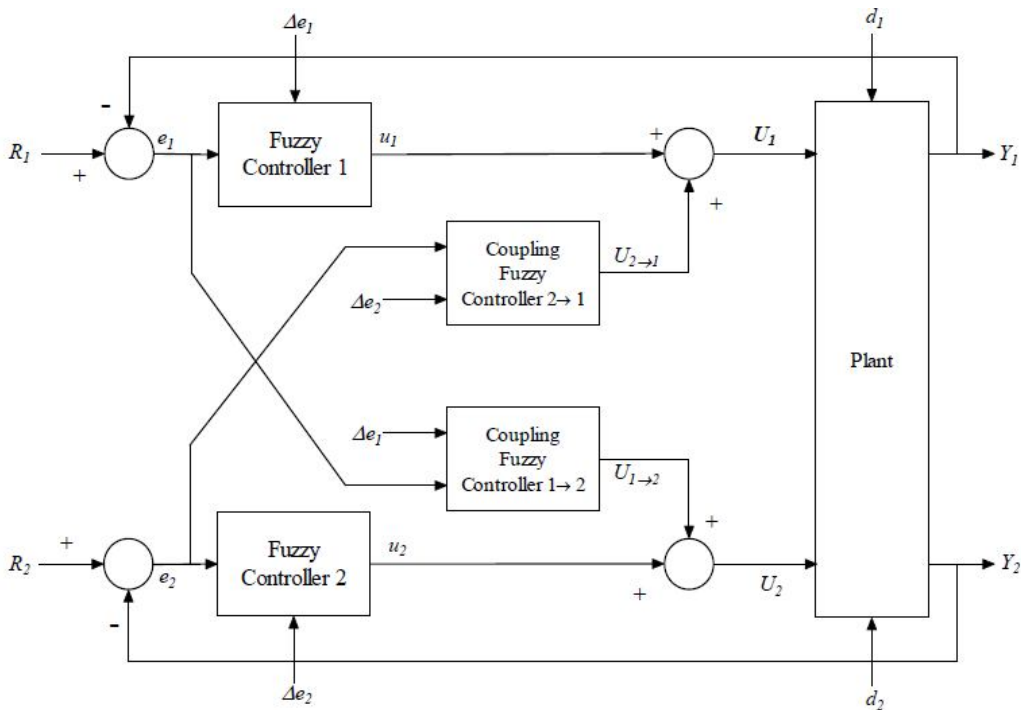 Δe1
d1
-
R1
+
e1
Fuzzy
Controller 1
u1
+
U1
Y1
+
Coupling
Fuzzy
Controller 2→1
U2→1
Δe2
Plant
Δe1
Coupling
Fuzzy
Controller 1→2
U1→2
+
R2
+
e2
Fuzzy
Controller 2
u2
+
U2
Y2
-
Δe2
d2